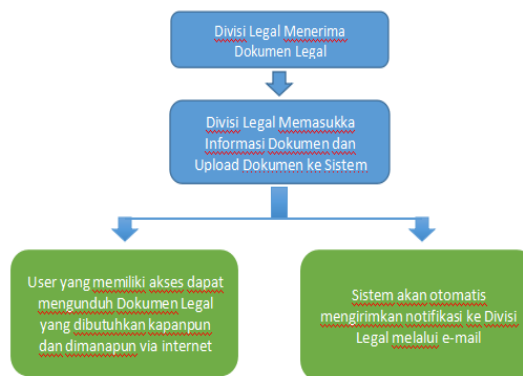 Divisi Legal Menerima
Dokumen Legal
Divisi Legal Memasukka
Informasi Dokumen dan
Upload Dokumen ke Sistem
User yang memiliki akses dapat
mengunduh Dokumen Legal
yang dibutuhkan kapanpun
dan dimanapun via internet
Sistem akan otomatis
mengirimkan notifikasi ke Divisi
Legal melalui e-mail